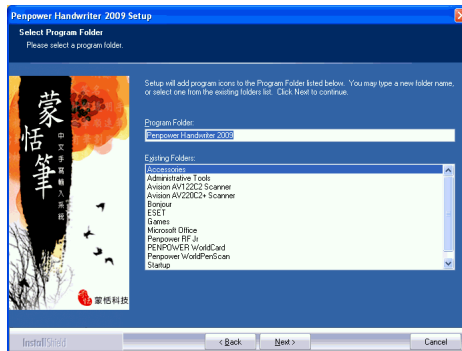 Penpower Handwriter 2009 Setup
Select Program Folder
Please select a program folder.
Setup will add program icons to the Program Folder listed below. You may type a new folder name,
or select one from the existing folders list. Click Next to continue.
Program Folder:
Penpower Handwriter 2009
Existing Folders:
Accessories
Administrative Tools
Avision AV122C2 Scanner
Avision AV220C2+ Scanner
Bonjour
ESET
Games
Microsoft Office
Penpower RF Jr
PENPOWER WorldCard
Penpower WorldPenScan
Startup
蒙恬筆
中文手寫輸入系統
蒙恬科技
InstallShield
< Back
Next >
Cancel